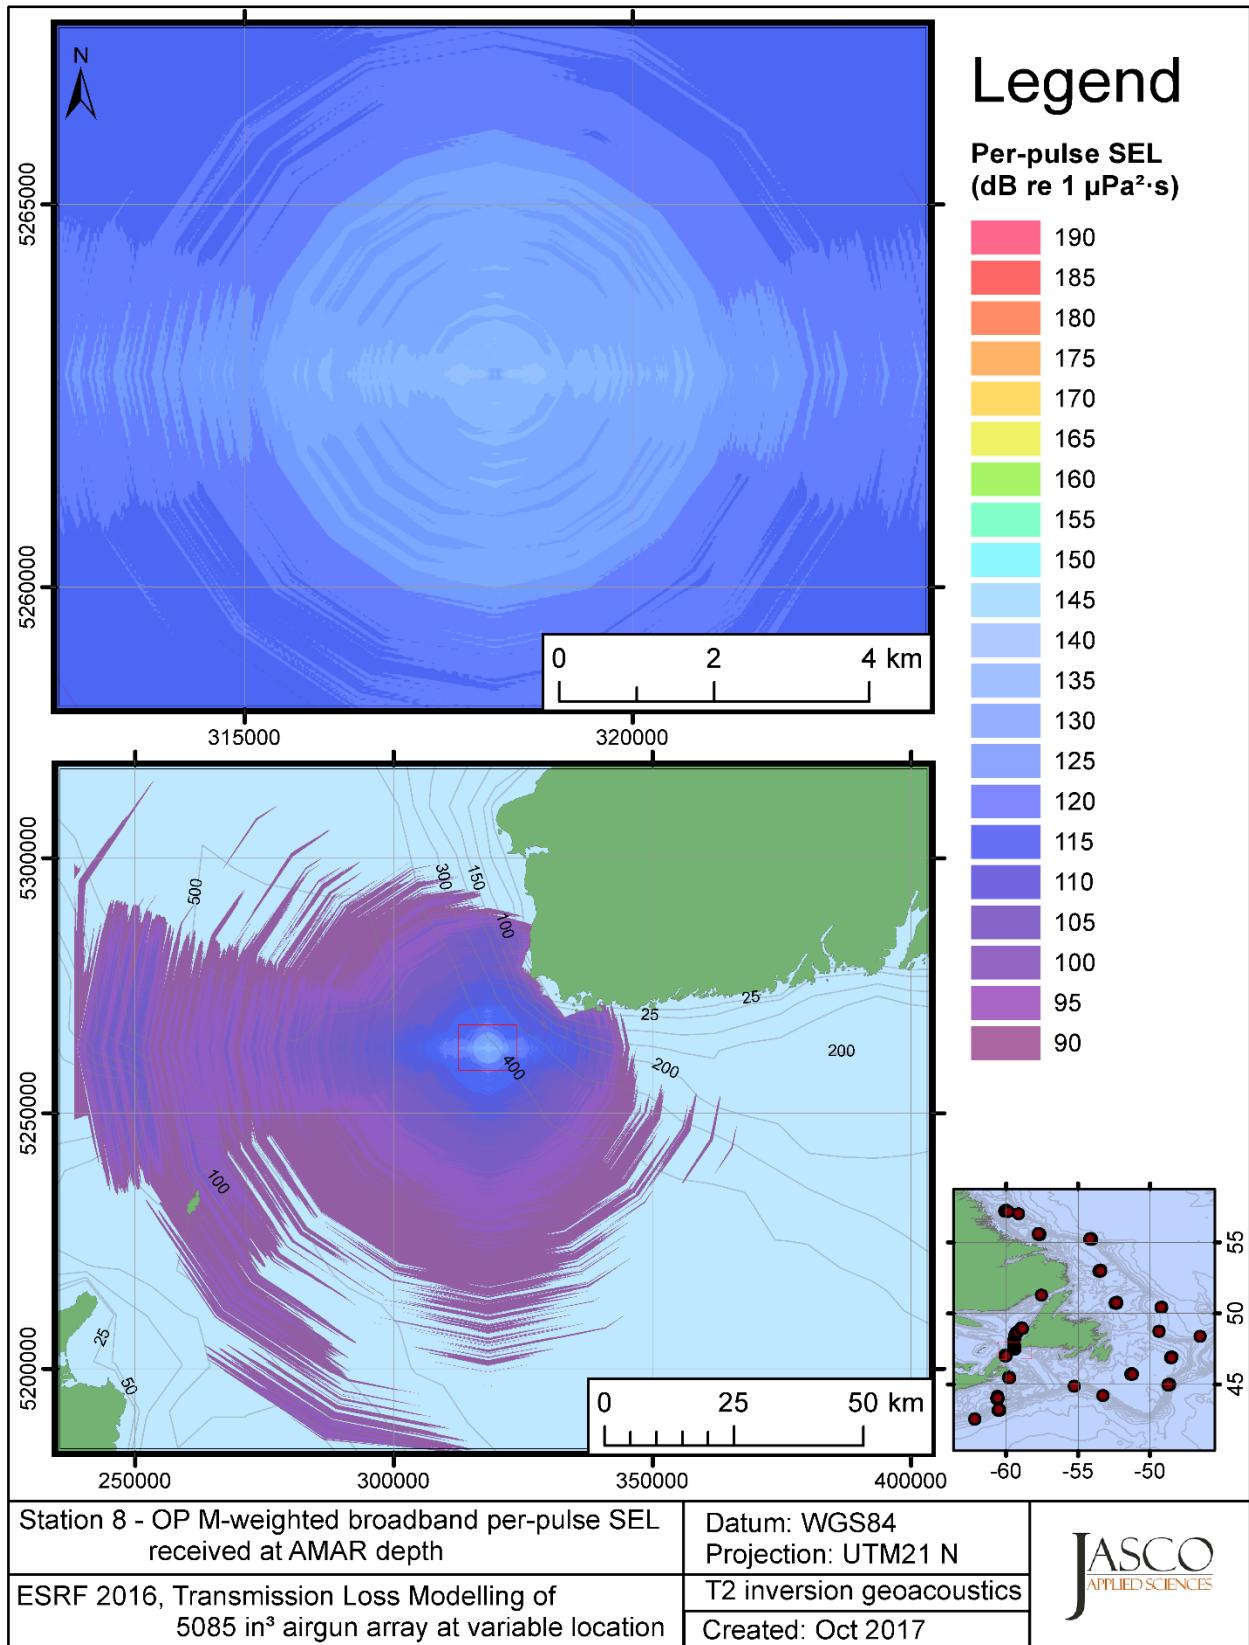 N
5265000
5260000
0 2 4 km
315000 320000
Legend
Per-pulse SEL
(dB re 1 µPa²·s)
190
185
180
175
170
165
160
155
150
145
140
135
130
125
120
115
110
105
100
95
90
5300000
5250000
5200000
500
300
150
100
25
25
200
200
400
100
25
50
0 25 50 km
250000 300000 350000 400000
55
50
45
-60 -55 -50
Station 8 - OP M-weighted broadband per-pulse SEL
received at AMAR depth
ESRF 2016, Transmission Loss Modelling of
5085 in³ airgun array at variable location
Datum: WGS84
Projection: UTM21 N
T2 inversion geoacoustics
Created: Oct 2017
JASCO
APPLIED SCIENCES